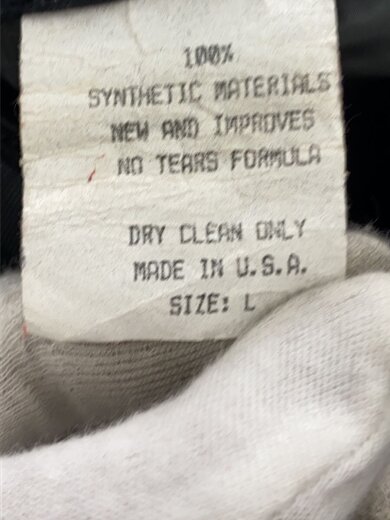 100%
SYNTHETIC MATERIALS
NEW AND IMPROVES
NO TEARS FORMULA
DRY CLEAN ONLY
MADE IN U.S.A.
SIZE: L